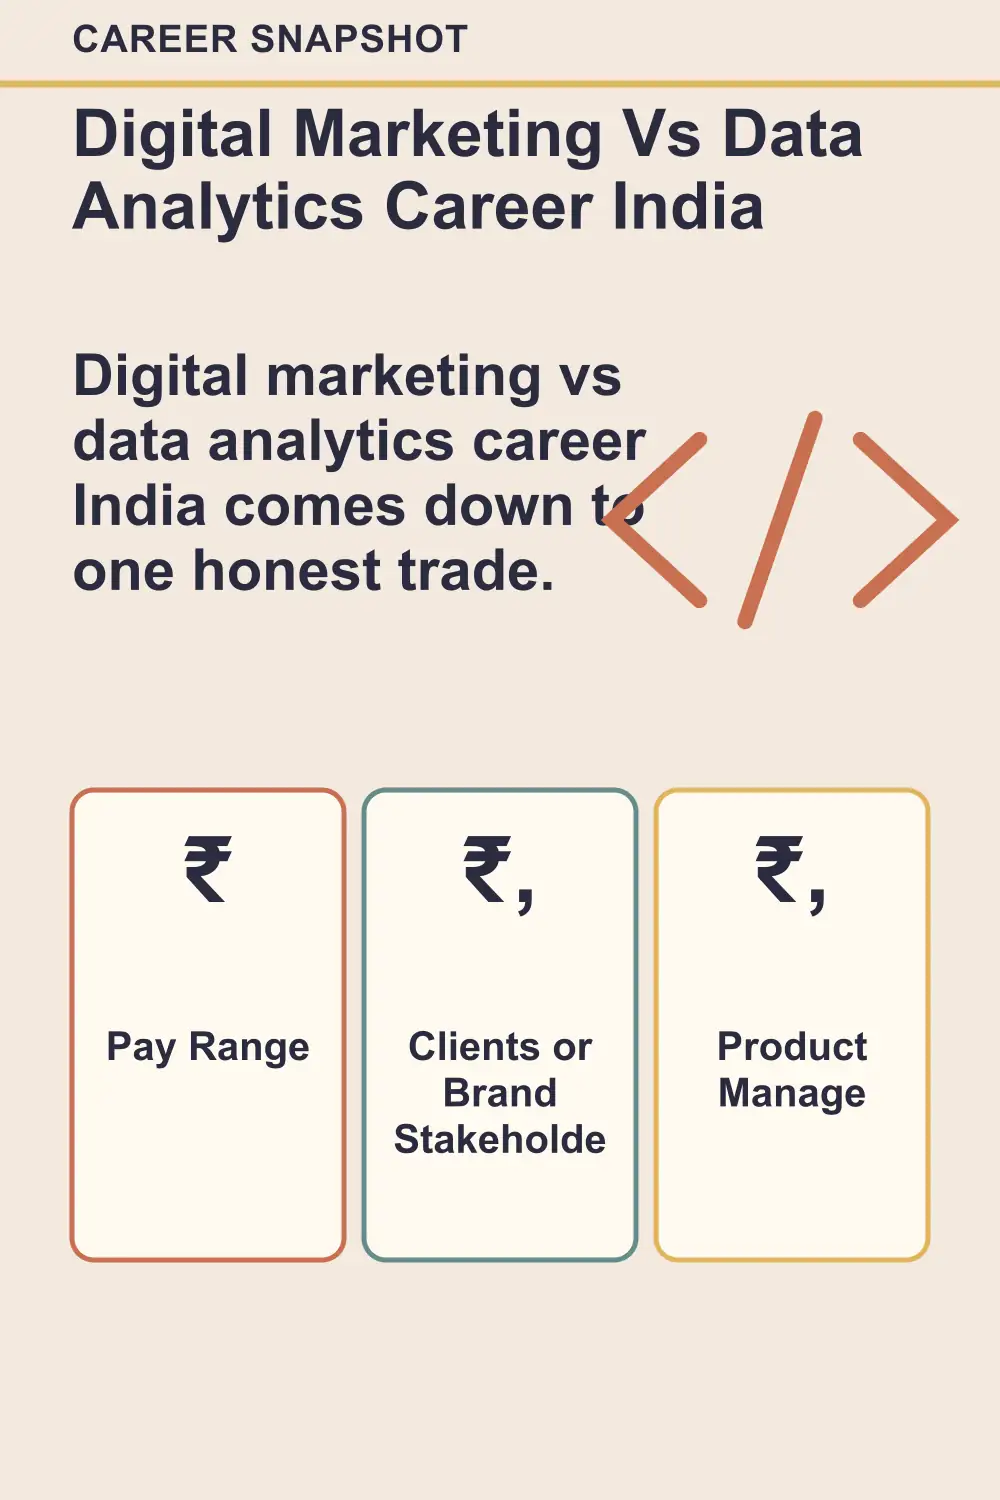 CAREER SNAPSHOT
Digital Marketing Vs Data
Analytics Career India
Digital marketing vs
data analytics career
India comes down to
one honest trade.
</>
₹
₹,
₹,
Pay Range
Clients or
Brand
Stakeholde
Product
Manage